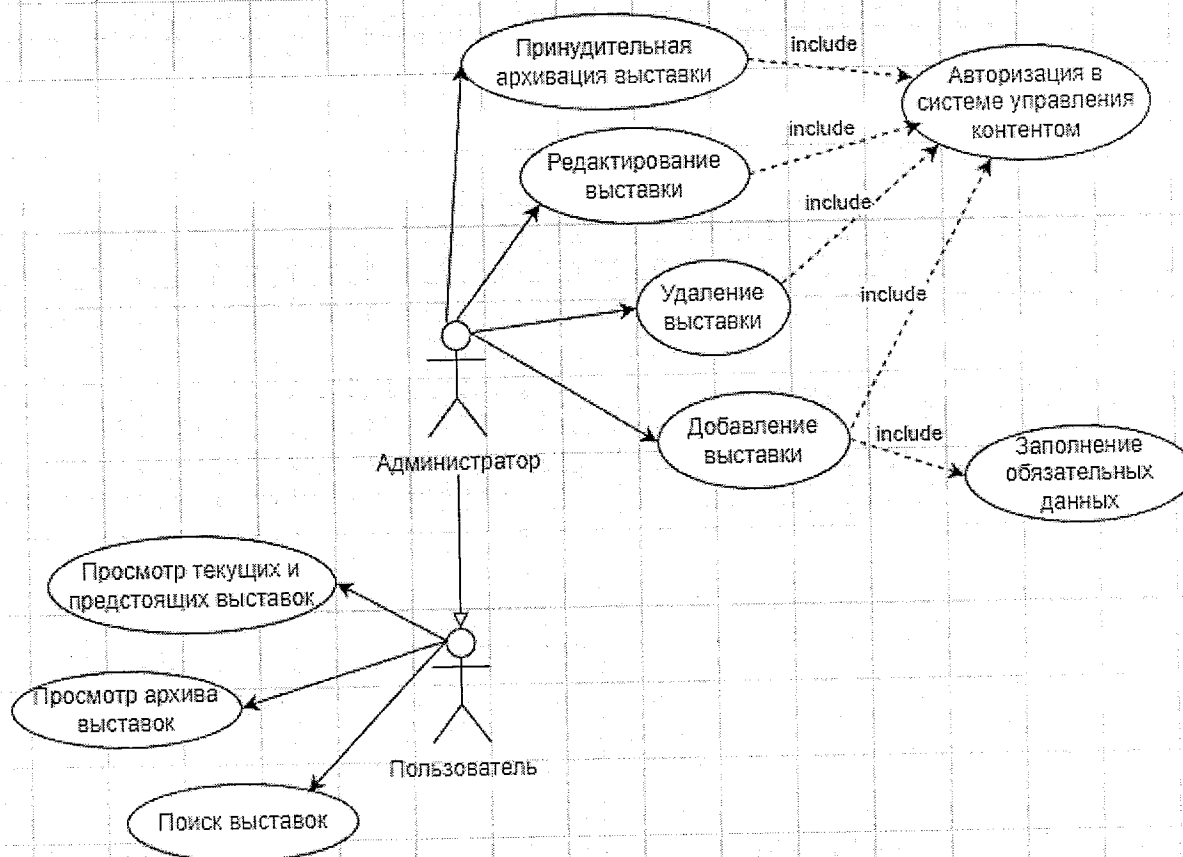 Принудительная
архивация выставки
include
Авторизация в
системе управления
контентом
include
Редактирование
выставки
include
Удаление
выставки
include
Добавление
выставки
include
Заполнение
обязательных
данных
Администратор
Просмотр текущих и
предстоящих выставок
Просмотр архива
выставок
Пользователь
Поиск выставок